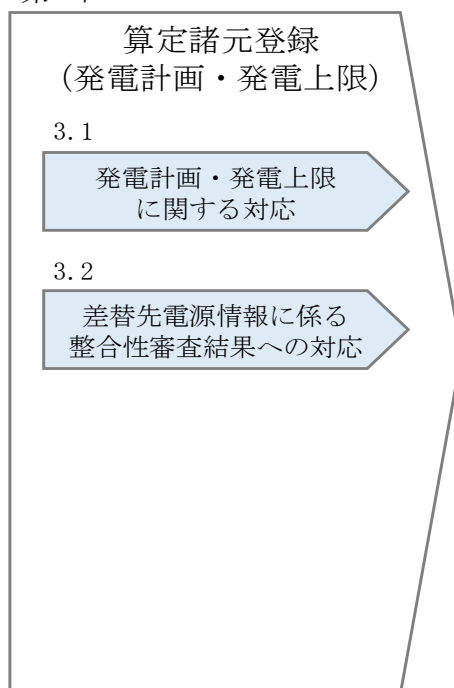 算定諸元登録
(発電計画・発電上限)
3.1
発電計画・発電上限
に関する対応
3.2
差替先電源情報に係る
整合性審査結果への対応